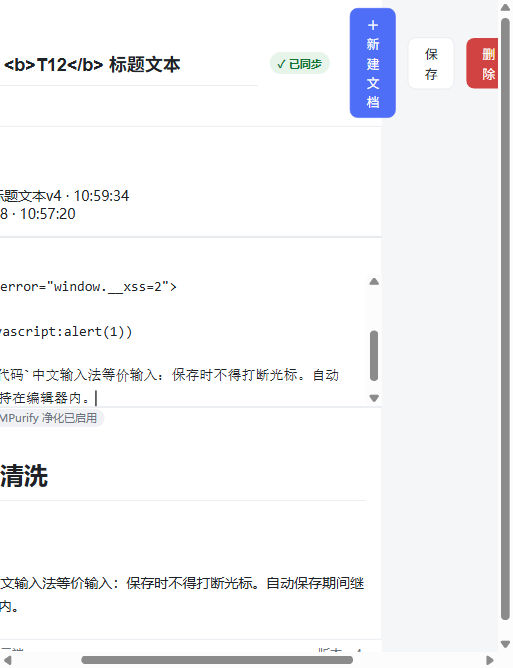 <b>T12</b> 标题文本
✓ 已同步
＋
新
建
文
档
保
存
删
除
标题文本v4 · 10:59:34
8 · 10:57:20
error="window.__xss=2">
vascript:alert(1))
代码`中文输入法等价输入：保存时不得打断光标。自动
持在编辑器内。
MPurify 净化已启用
清洗
文输入法等价输入：保存时不得打断光标。自动保存期间继
内。